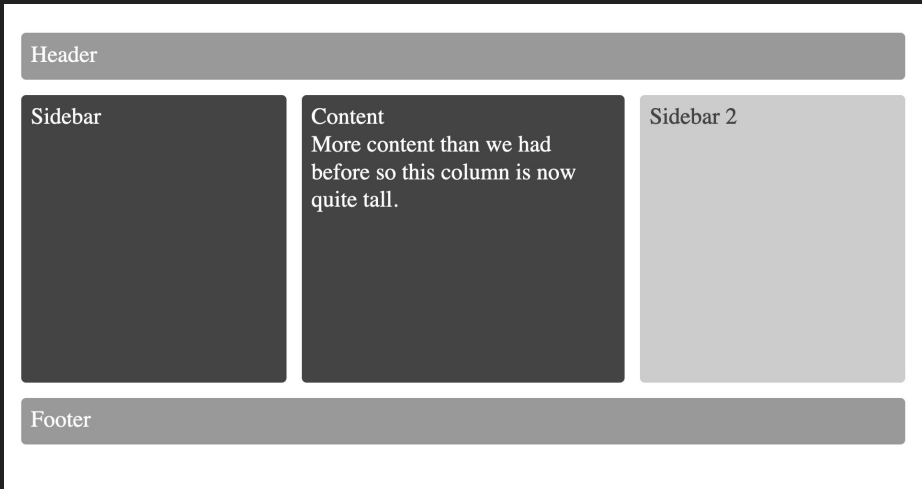 Header
Sidebar
Content
More content than we had
before so this column is now
quite tall.
Sidebar 2
Footer